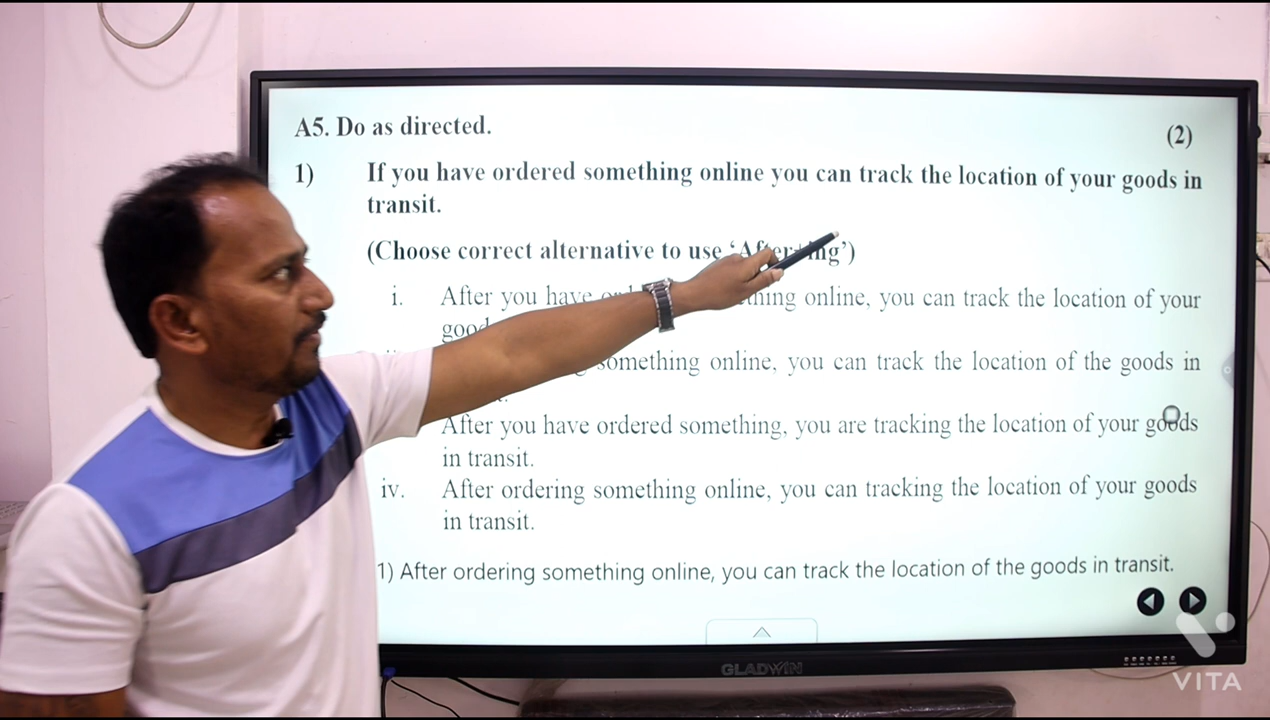 A5. Do as directed.
(2)
1) If you have ordered something online you can track the location of your goods in
transit.
(Choose correct alternative to use ‘After+ing’)
i. After you have online, you can track the location of your
something online, you can track the location of the goods in
After you have ordered something, you are tracking the location of your goods
in transit.
iv. After ordering something online, you can tracking the location of your goods
in transit.
1) After ordering something online, you can track the location of the goods in transit.
GLADWIN
VITA